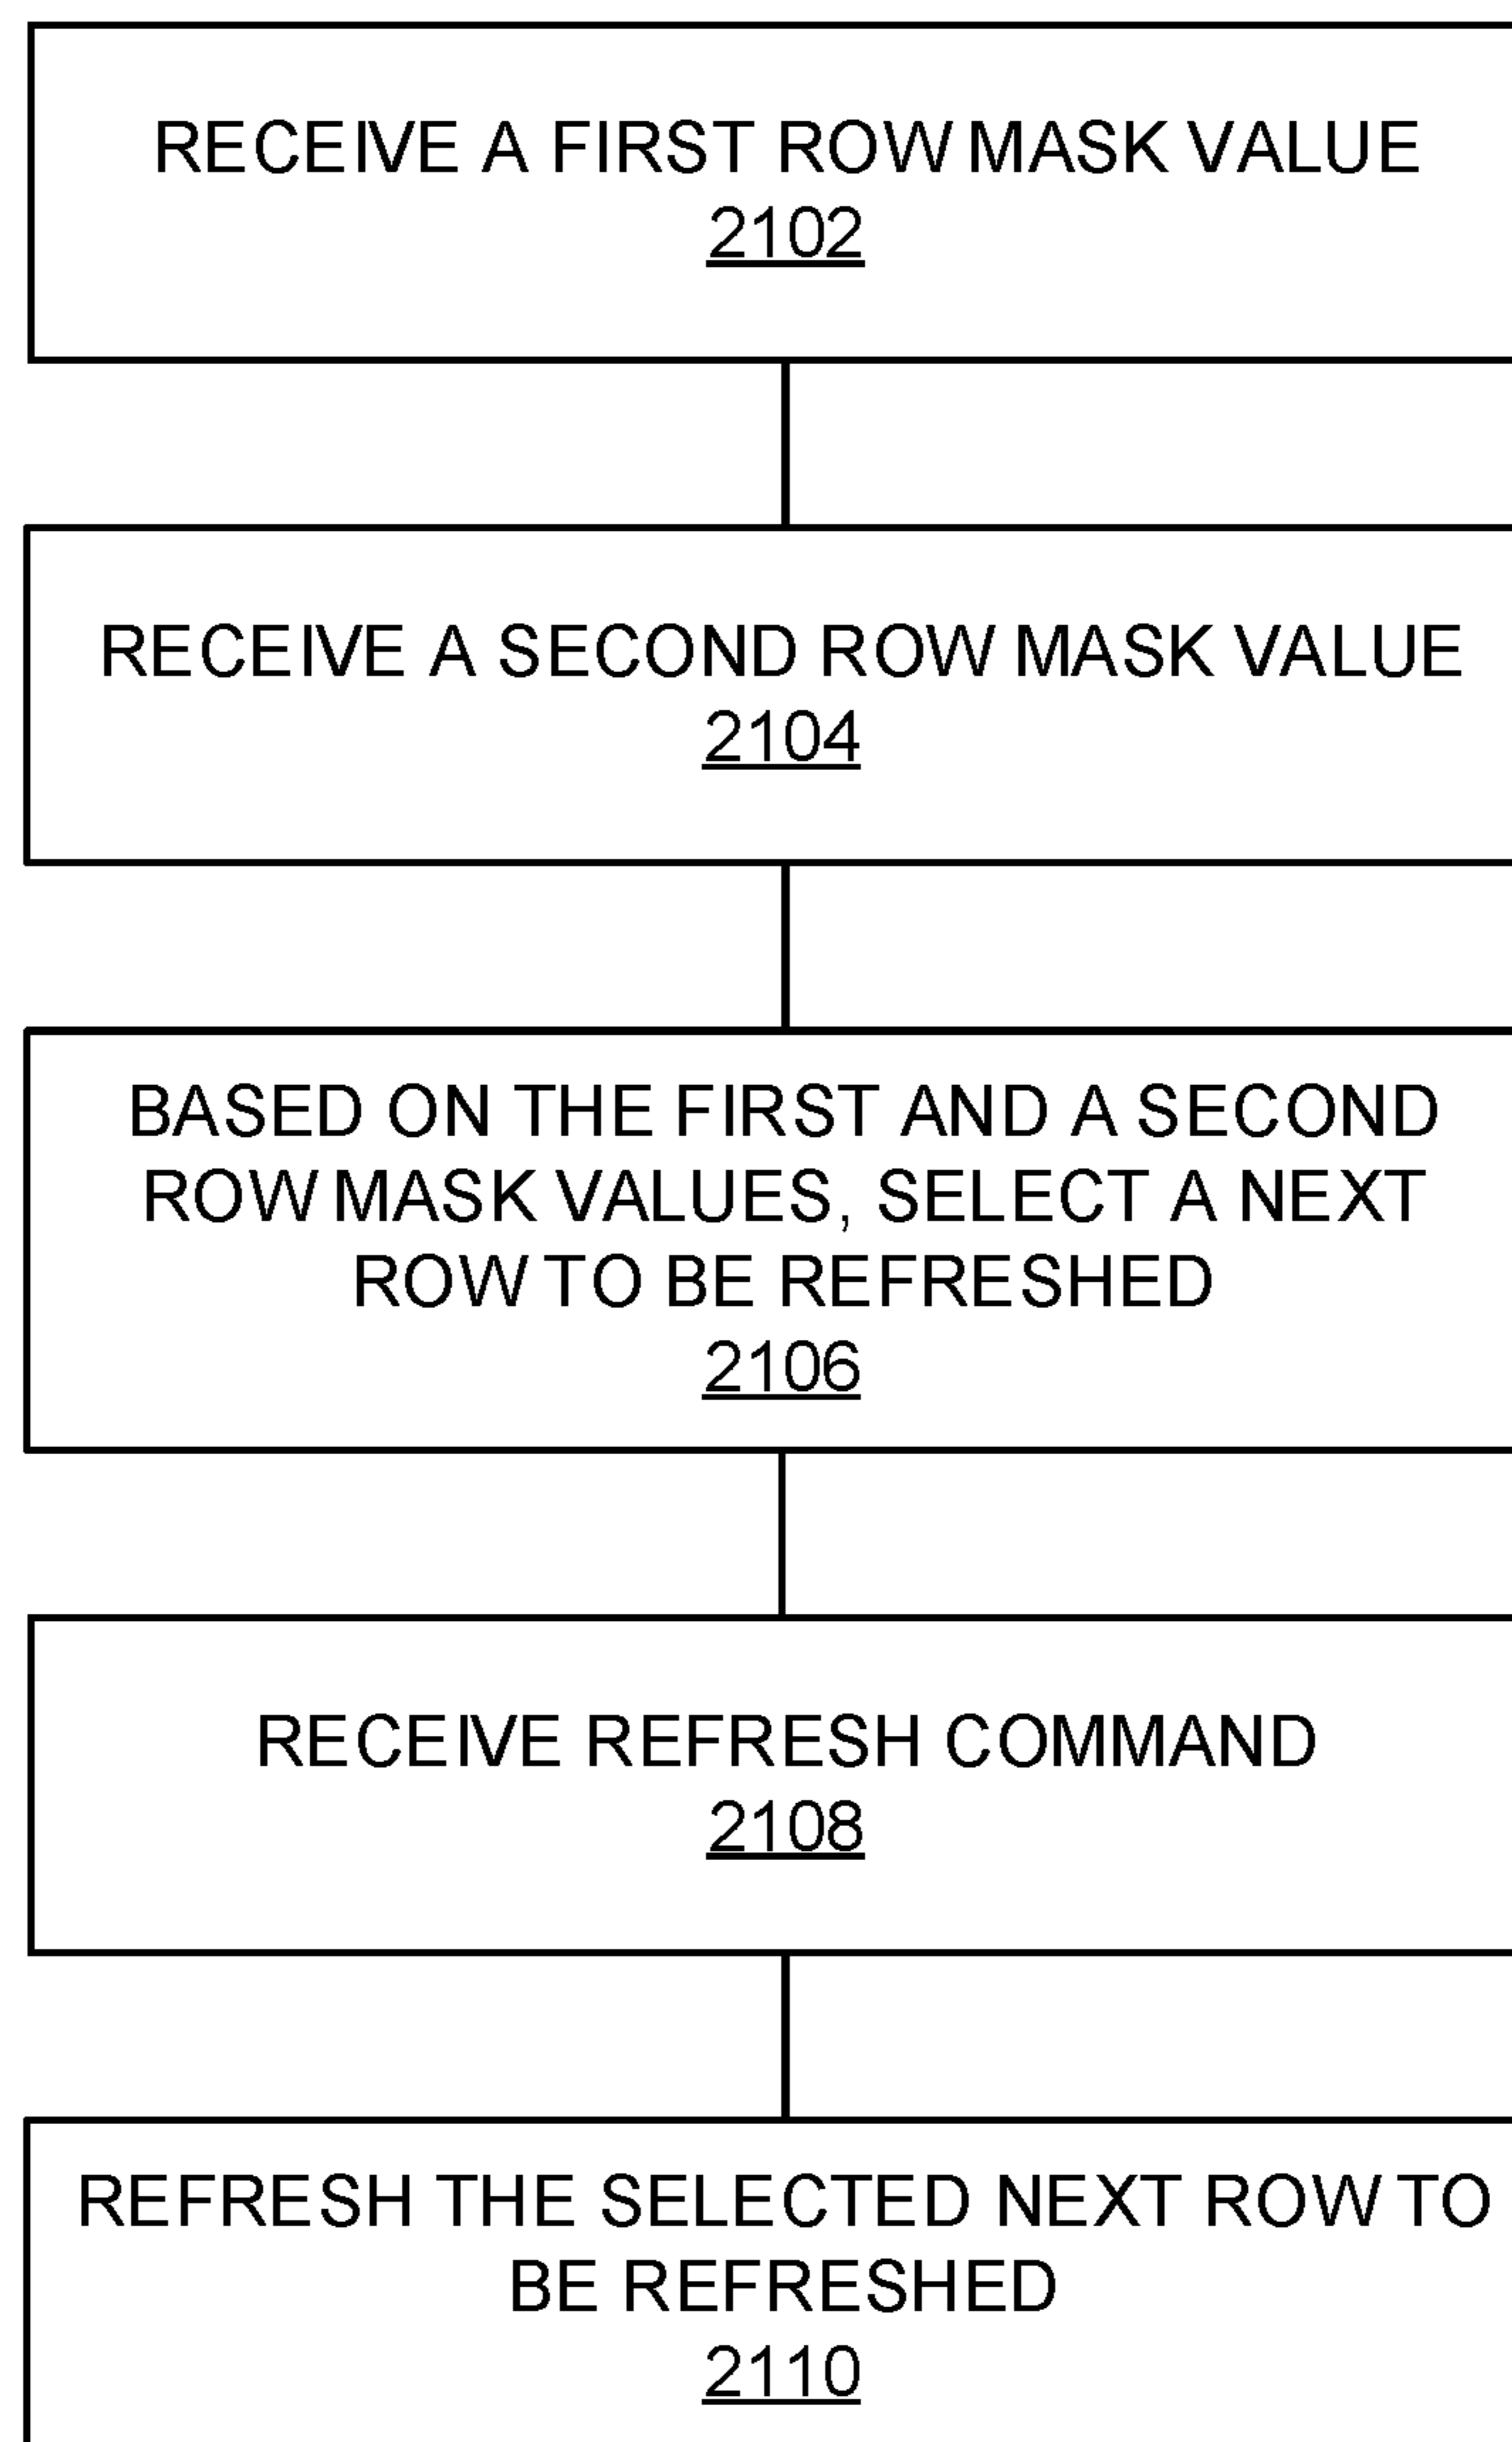 RECEIVE A FIRST ROW MASK VALUE
2102
RECEIVE A SECOND ROW MASK VALUE
2104
BASED ON THE FIRST AND A SECOND
ROW MASK VALUES, SELECT A NEXT
ROW TO BE REFRESHED
2106
RECEIVE REFRESH COMMAND
2108
REFRESH THE SELECTED NEXT ROW TO
BE REFRESHED
2110